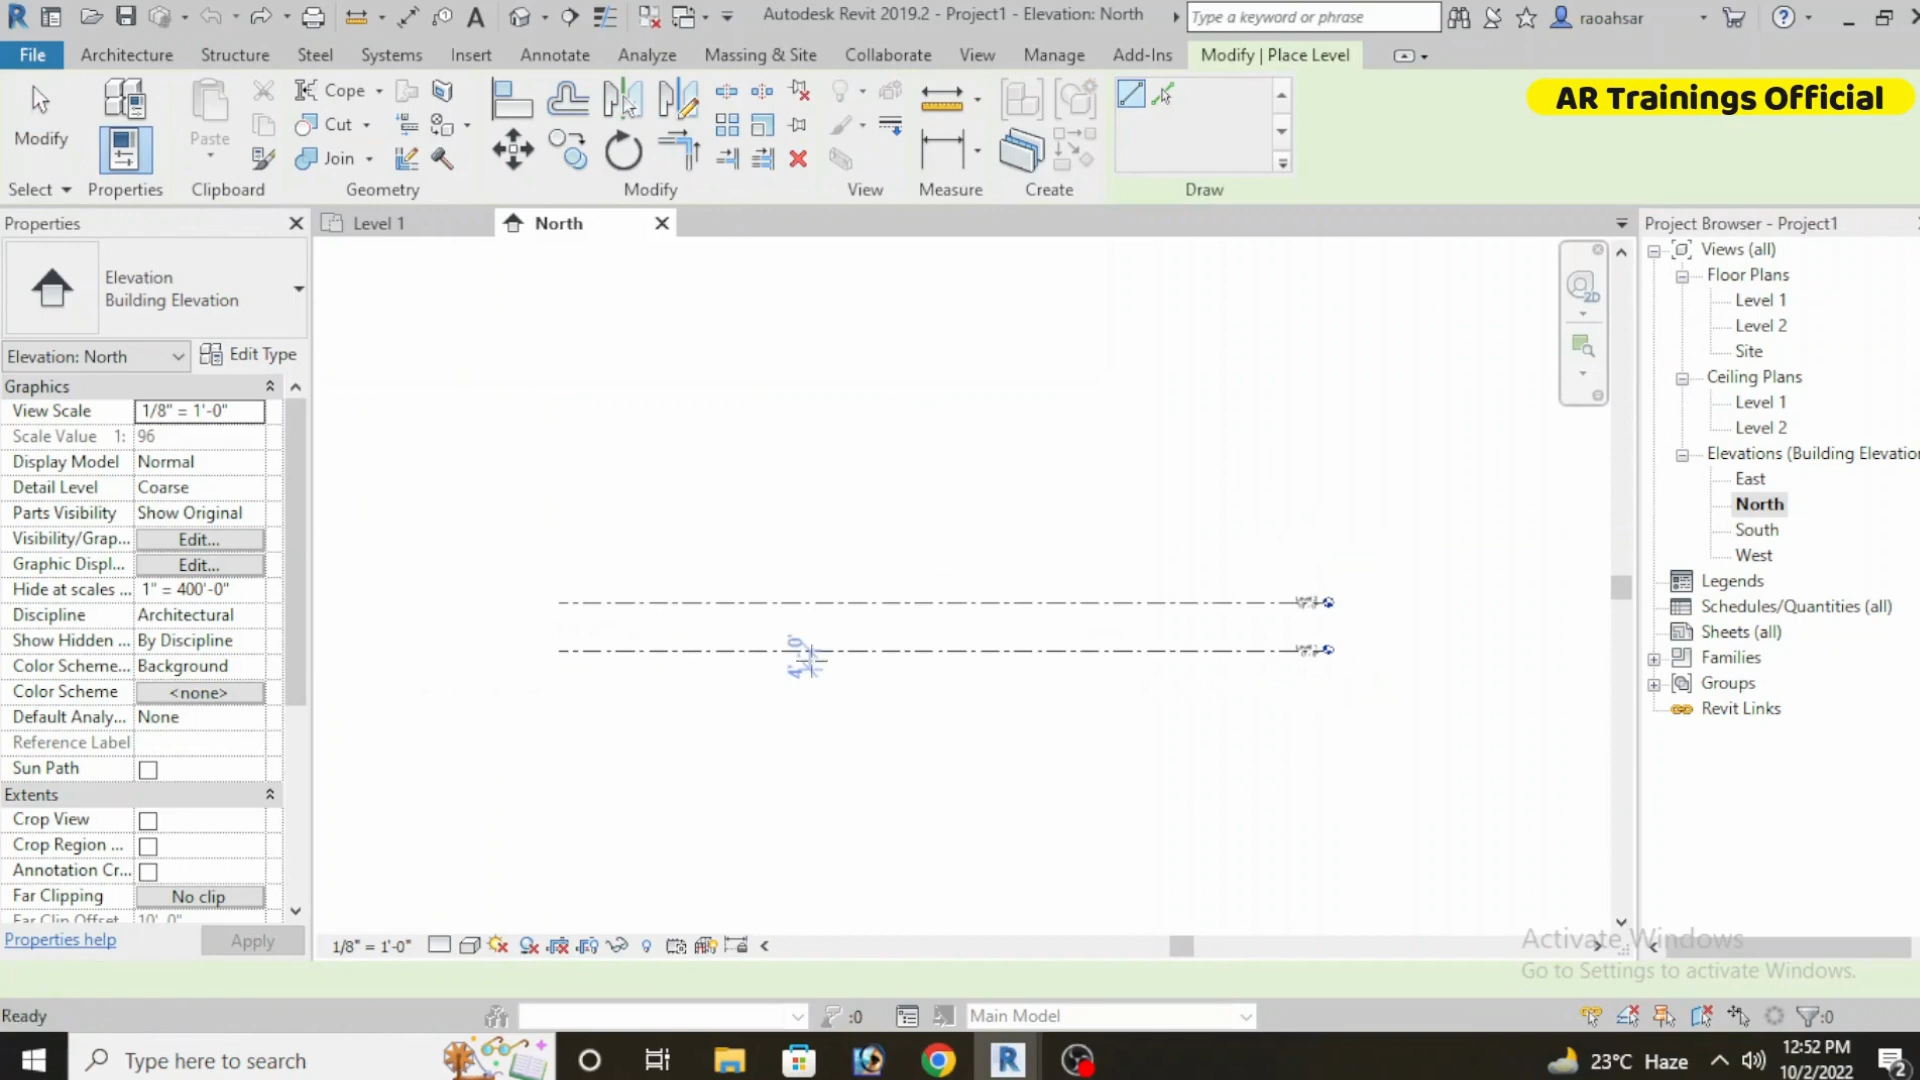 Autodesk Revit 2019.2 - Project1 - Elevation: North
Type a keyword or phrase
raoahsar
File Architecture Structure Steel Systems Insert Annotate Analyze Massing & Site Collaborate View Manage Add-Ins Modify | Place Level
AR Trainings Official
Modify
Paste
Cope
Cut
Join
Select Properties Clipboard Geometry Modify View Measure Create Draw
Properties
Level 1
North
Project Browser - Project1
Elevation
Building Elevation
Elevation: North
Edit Type
Graphics
View Scale 1/8" = 1'-0"
Scale Value 1: 96
Display Model Normal
Detail Level Coarse
Parts Visibility Show Original
Visibility/Grap... Edit...
Graphic Displ... Edit...
Hide at scales ... 1" = 400'-0"
Discipline Architectural
Show Hidden ... By Discipline
Color Scheme... Background
Color Scheme <none>
Default Analy... None
Reference Label
Sun Path
Extents
Crop View
Crop Region ...
Annotation Cr...
Far Clipping No clip
Far Clip Offset 10'-0"
Properties help
Apply
2D
Views (all)
Floor Plans
Level 1
Level 2
Site
Ceiling Plans
Level 1
Level 2
Elevations (Building Elevatio
East
North
South
West
Legends
Schedules/Quantities (all)
Sheets (all)
Families
Groups
Revit Links
1/8" = 1'-0"
Activate Windows
Go to Settings to activate Windows.
Ready
:0
Main Model
:0
Type here to search
23°C Haze
12:52 PM
10/2/2022
2